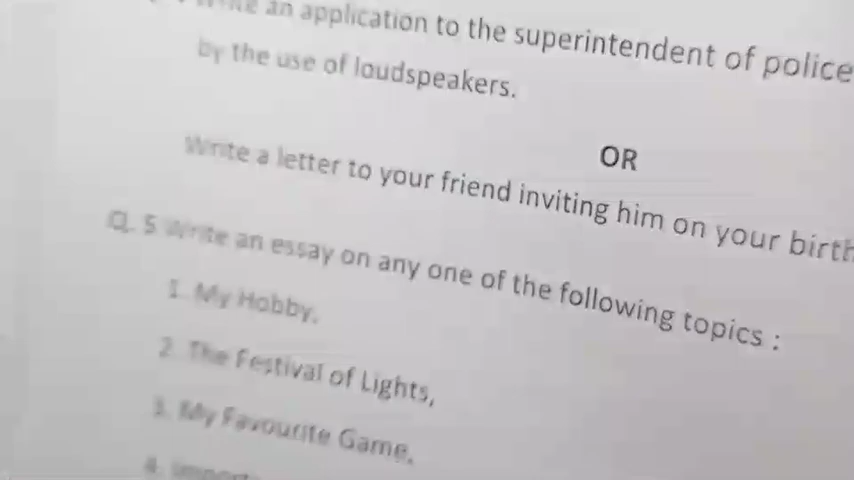 Write an application to the superintendent of police
by the use of loudspeakers.
OR
Write a letter to your friend inviting him on your
Q. 5 Write an essay on any one of the following topics :
1. My Hobby,
2. The Festival of Lights,
3. My Favourite Game,
4.